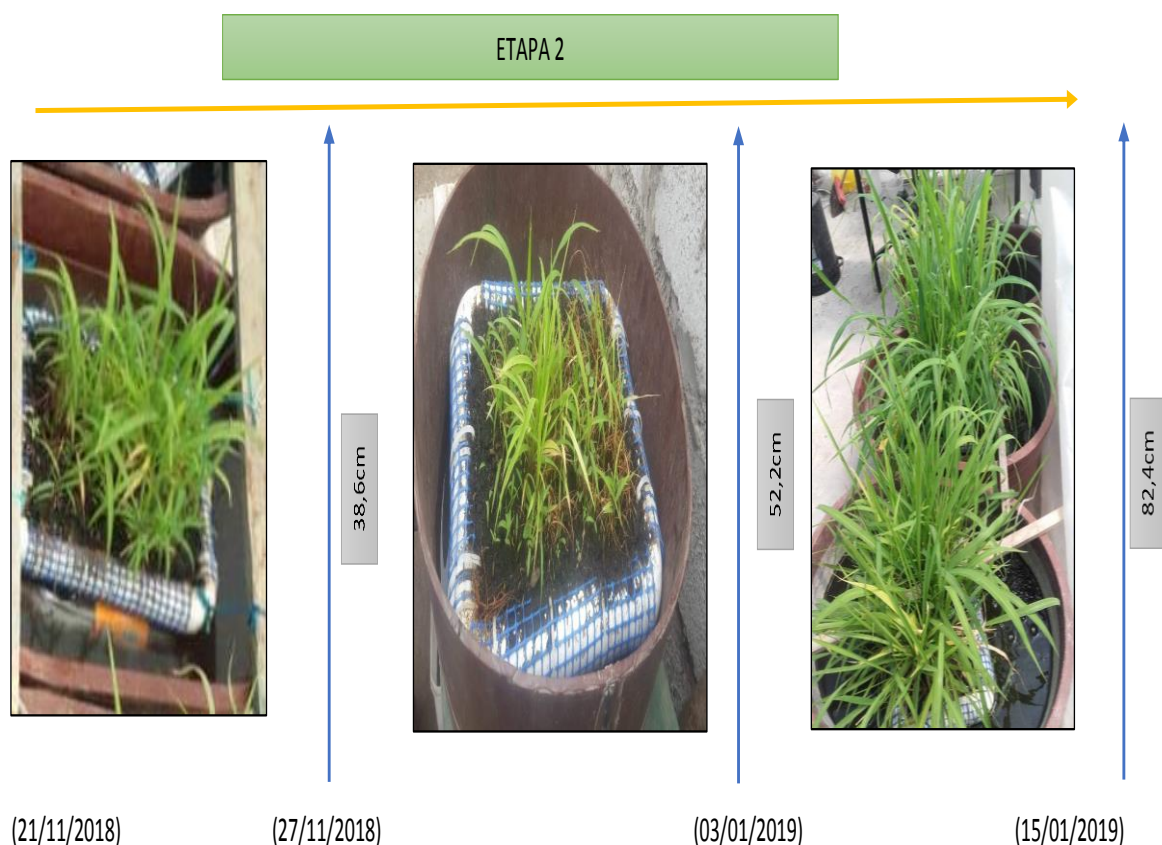 ETAPA 2
38,6cm
52,2cm
82,4cm
(21/11/2018)
(27/11/2018)
(03/01/2019)
(15/01/2019)